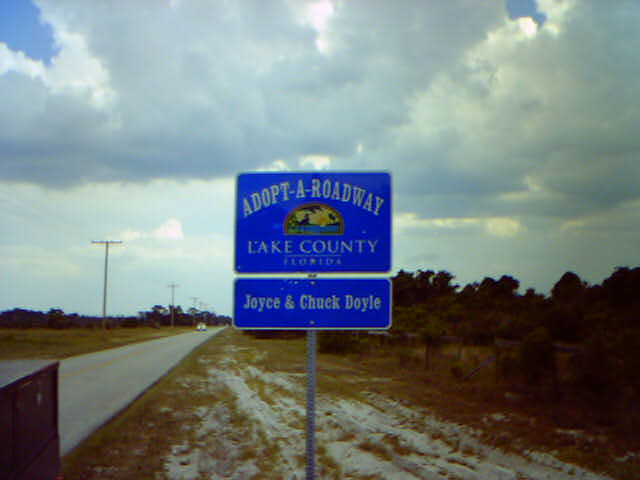 ADOPT-A-ROADWAY
LAKE COUNTY
FLORIDA
Joyce & Chuck Doyle